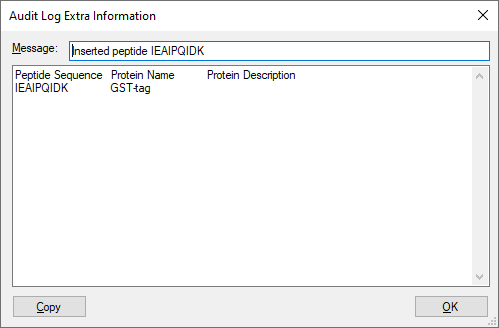 Audit Log Extra Information
Message: Inserted peptide IEAIPQIDK
Peptide Sequence Protein Name Protein Description
IEAIPQIDK GST-tag
Copy OK